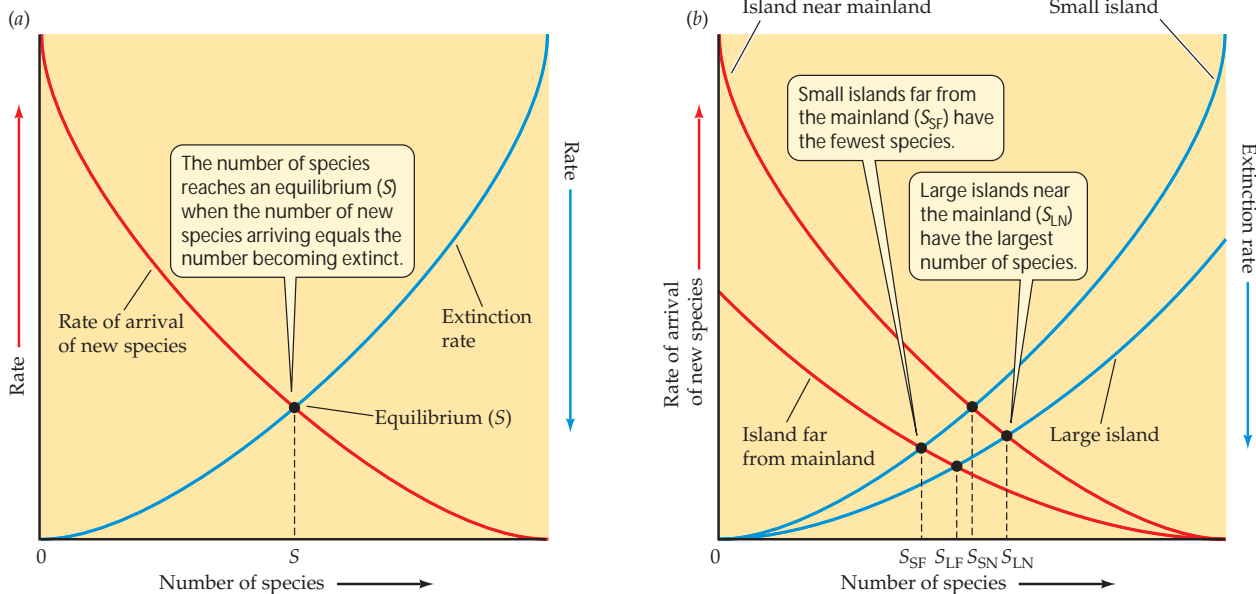 (a)
Rate
The number of species
reaches an equilibrium (S)
when the number of new
species arriving equals the
number becoming extinct.
Rate of arrival
of new species
Extinction
rate
Equilibrium (S)
Rate
0
S
Number of species
(b)
Island near mainland
Small island
Small islands far from
the mainland (SSF) have
the fewest species.
Large islands near
the mainland (SLN)
have the largest
number of species.
Rate of arrival
of new species
Extinction rate
Island far
from mainland
Large island
0
SSF SLF SSN SLN
Number of species